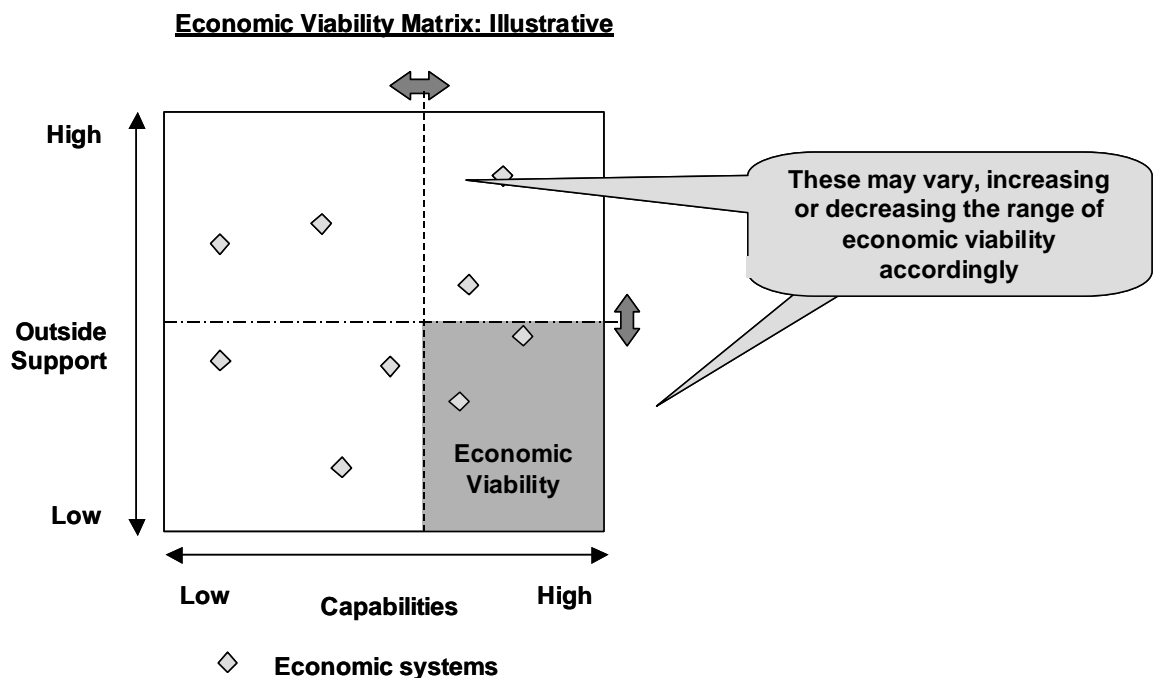 Economic Viability Matrix: Illustrative
High
These may vary, increasing
or decreasing the range of
economic viability
accordingly
Outside
Support
Economic
Viability
Low
Low
Capabilities
High
Economic systems